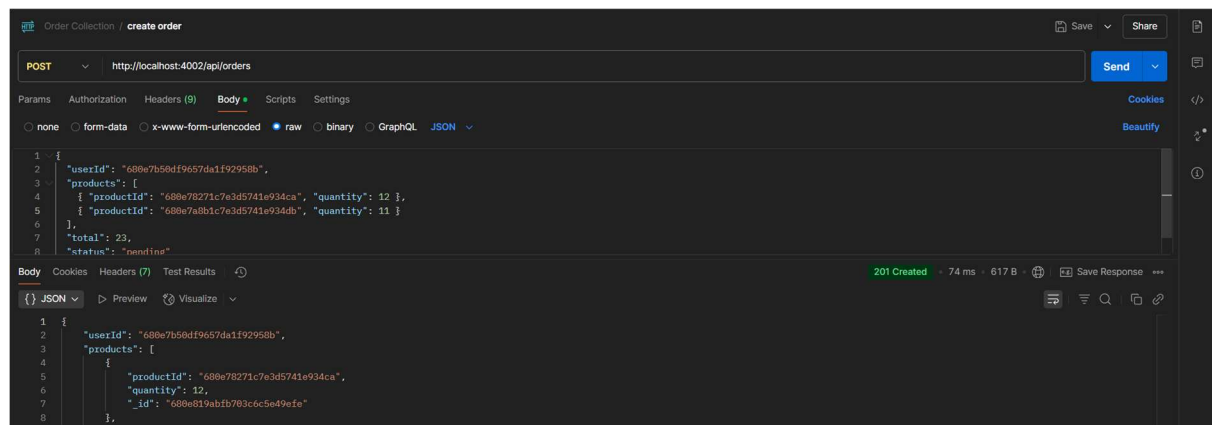 HTTP Order Collection / create order Save Share
POST http://localhost:4002/api/orders Send
Params Authorization Headers (9) Body Scripts Settings Cookies
none form-data x-www-form-urlencoded raw binary GraphQL JSON Beautify
1 {
2 "userId": "680e7b50df9657da1f92958b",
3 "products": [
4 { "productId": "680e78271c7e3d5741e934ca", "quantity": 12 },
5 { "productId": "680e7a8b1c7e3d5741e934db", "quantity": 11 }
6 ],
7 "total": 23,
8 "status": "pending"
Body Cookies Headers (7) Test Results 201 Created 74 ms 617 B Save Response
{} JSON Preview Visualize
1 {
2 "userId": "680e7b50df9657da1f92958b",
3 "products": [
4 {
5 "productId": "680e78271c7e3d5741e934ca",
6 "quantity": 12,
7 "_id": "680e819abfb703c6c5e49efe"
8 },